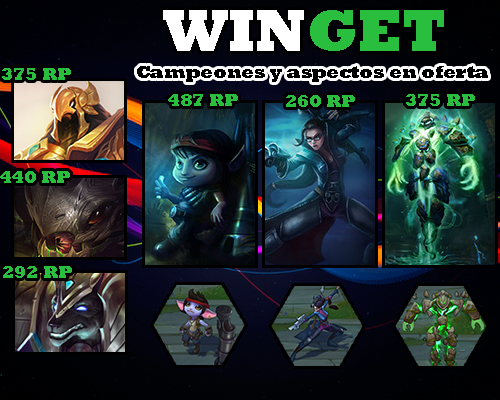 WINGET
Campeones y aspectos en oferta
375 RP
487 RP
260 RP
375 RP
440 RP
292 RP